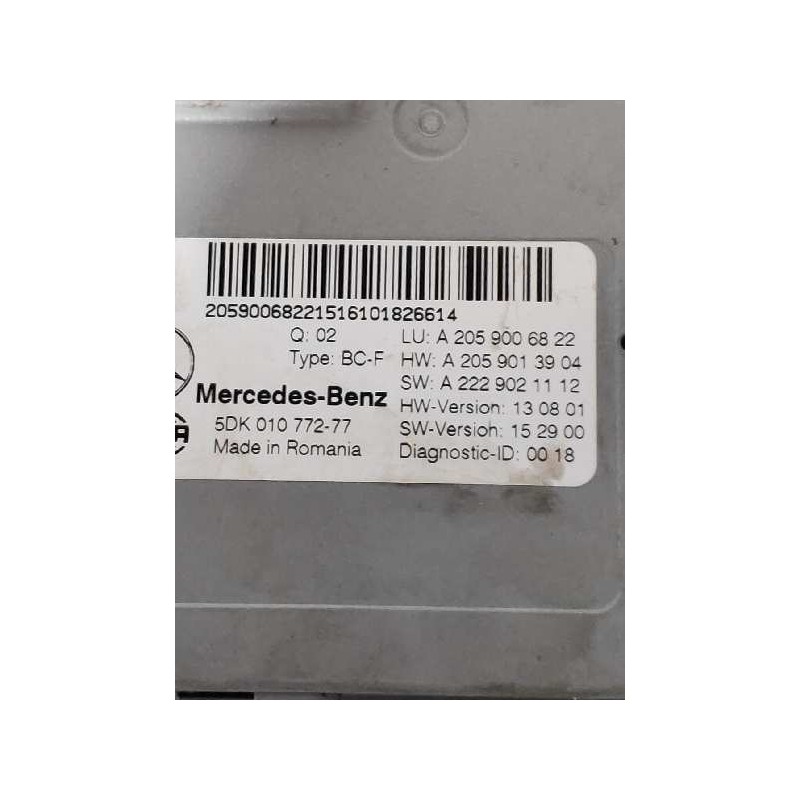 20590068221516101826614
Q: 02
Type: BC-F
Mercedes-Benz
5DK 010 772-77
Made in Romania
LU: A 205 900 68 22
HW: A 205 901 39 04
SW: A 222 902 11 12
HW-Version: 13 08 01
SW-Version: 15 29 00
Diagnostic-ID: 00 18